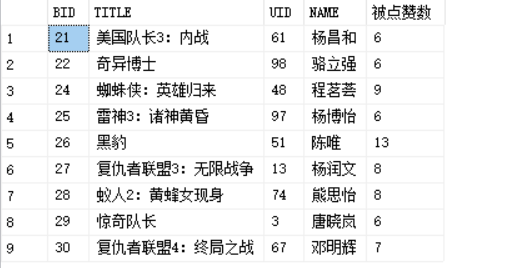 BID TITLE UID NAME 被点赞数
1 21 美国队长3：内战 61 杨昌和 6
2 22 奇异博士 98 骆立强 6
3 24 蜘蛛侠：英雄归来 48 程茗荟 9
4 25 雷神3：诸神黄昏 97 杨博怡 6
5 26 黑豹 51 陈唯 13
6 27 复仇者联盟3：无限战争 13 杨润文 8
7 28 蚁人2：黄蜂女现身 74 熊思怡 8
8 29 惊奇队长 3 唐晓岚 6
9 30 复仇者联盟4：终局之战 67 邓明辉 7